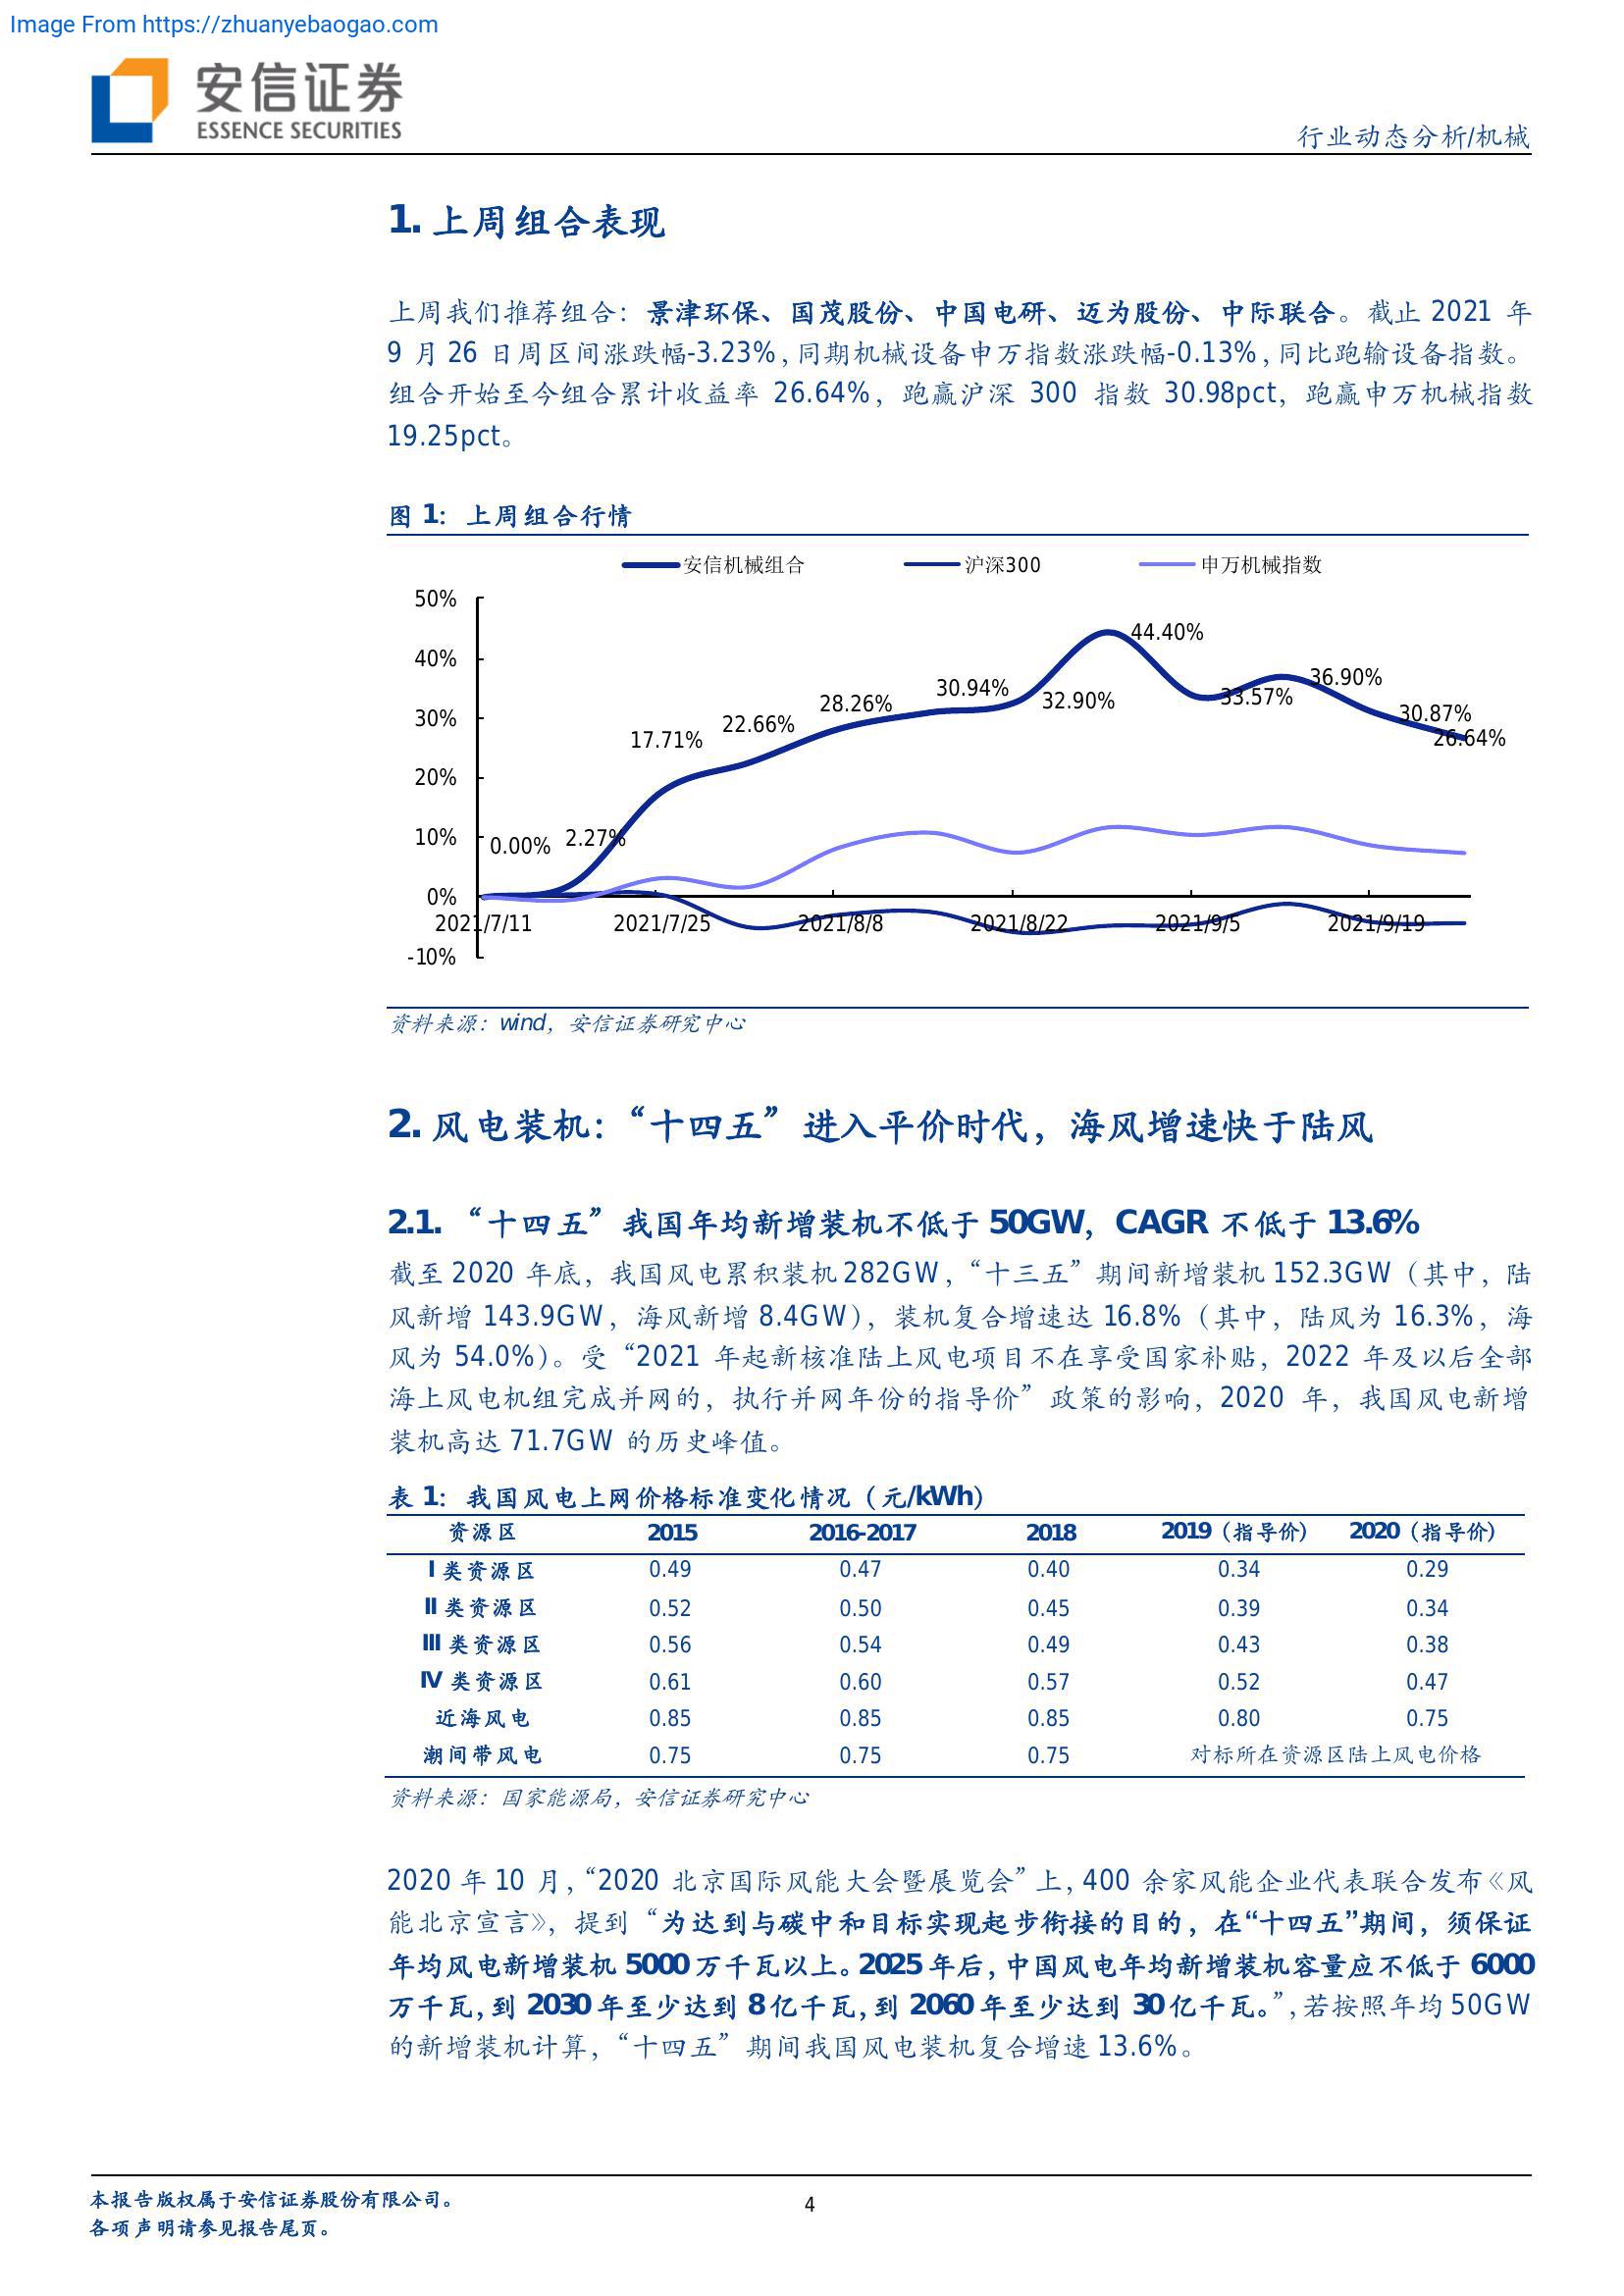 Image From https://zhuanyebaogao.com
安信证券
ESSENCE SECURITIES
行业动态分析/机械
1. 上周组合表现
上周我们推荐组合：景津环保、国茂股份、中国电研、迈为股份、中际联合。截止 2021 年
9 月 26 日周区间涨跌幅-3.23%，同期机械设备申万指数涨跌幅-0.13%，同比跑输设备指数。
组合开始至今组合累计收益率 26.64%，跑赢沪深 300 指数 30.98pct，跑赢申万机械指数
19.25pct。
图 1：上周组合行情
安信机械组合 沪深300 申万机械指数
50%
40%
30%
20%
10%
0%
-10%
0.00% 2.27% 17.71% 22.66% 28.26% 30.94% 32.90% 44.40% 33.57% 36.90% 30.87% 26.64%
2021/7/11 2021/7/25 2021/8/8 2021/8/22 2021/9/5 2021/9/19
资料来源：wind，安信证券研究中心
2. 风电装机：“十四五”进入平价时代，海风增速快于陆风
2.1. “十四五”我国年均新增装机不低于 50GW，CAGR 不低于 13.6%
截至 2020 年底，我国风电累积装机 282GW，“十三五”期间新增装机 152.3GW（其中，陆
风新增 143.9GW，海风新增 8.4GW），装机复合增速达 16.8%（其中，陆风为 16.3%，海
风为 54.0%）。受“2021 年起新核准陆上风电项目不在享受国家补贴，2022 年及以后全部
海上风电机组完成并网的，执行并网年份的指导价”政策的影响，2020 年，我国风电新增
装机高达 71.7GW 的历史峰值。
表 1：我国风电上网价格标准变化情况（元/kWh）
资源区 2015 2016-2017 2018 2019（指导价） 2020（指导价）
I 类资源区 0.49 0.47 0.40 0.34 0.29
II 类资源区 0.52 0.50 0.45 0.39 0.34
III 类资源区 0.56 0.54 0.49 0.43 0.38
IV 类资源区 0.61 0.60 0.57 0.52 0.47
近海风电 0.85 0.85 0.85 0.80 0.75
潮间带风电 0.75 0.75 0.75 对标所在资源区陆上风电价格
资料来源：国家能源局，安信证券研究中心
2020 年 10 月，“2020 北京国际风能大会暨展览会”上，400 余家风能企业代表联合发布《风
能北京宣言》，提到“为达到与碳中和目标实现起步衔接的目的，在“十四五”期间，须保证
年均风电新增装机 5000 万千瓦以上。2025 年后，中国风电年均新增装机容量应不低于 6000
万千瓦，到 2030 年至少达到 8 亿千瓦，到 2060 年至少达到 30 亿千瓦。”，若按照年均 50GW
的新增装机计算，“十四五”期间我国风电装机复合增速 13.6%。
本报告版权属于安信证券股份有限公司。
各项声明请参见报告尾页。
4